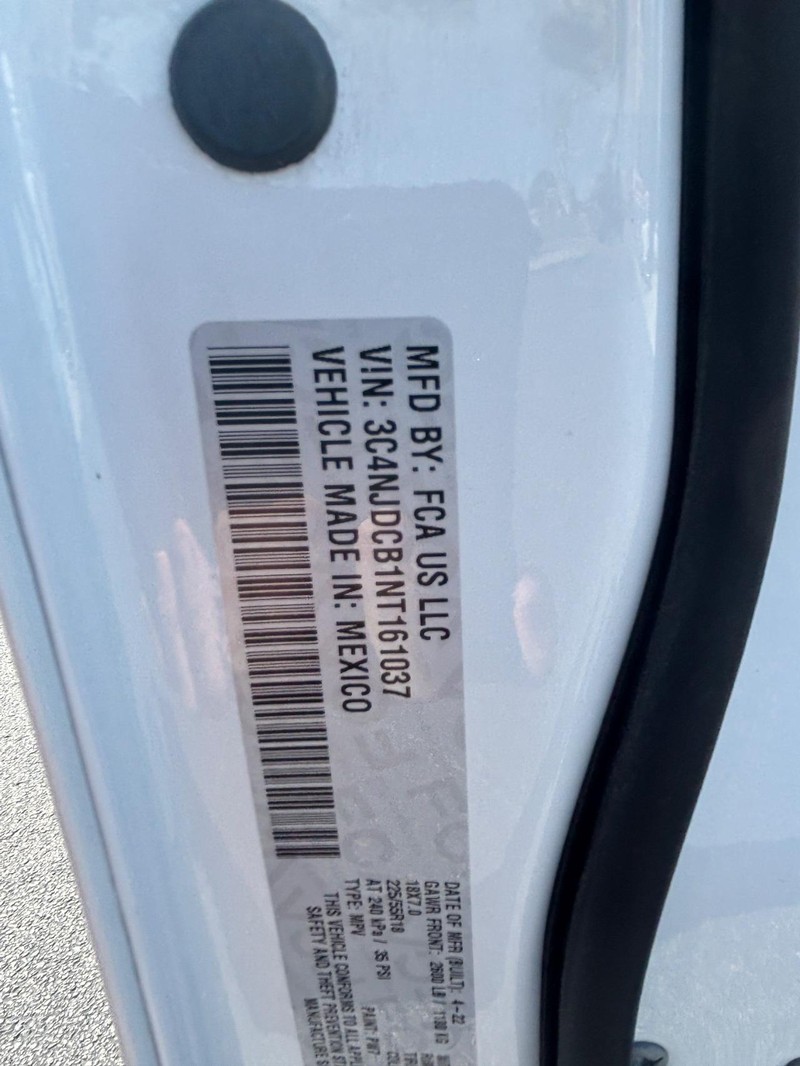 MFD BY: FCA US LLC
VIN: 3C4NJDCB1NT161037
VEHICLE MADE IN: MEXICO
DATE OF MFR (BUILT): 4-22
GAWR FRONT: 2600 LB / 1180 KG
18X7.0
225/55R18
AT 240 kPa / 35 PSI
TYPE: MPV PAINT: PW7
THIS VEHICLE CONFORMS TO ALL APPL
SAFETY AND THEFT PREVENTION ST
MANUFACTURE S